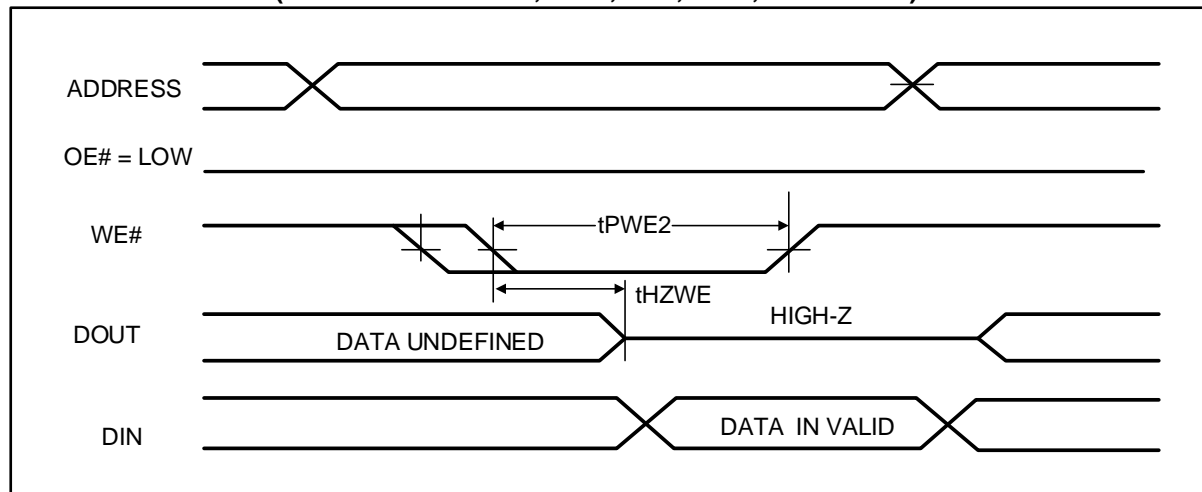 ADDRESS
OE# = LOW
WE#
tPWE2
tHZWE
DOUT
DATA UNDEFINED
HIGH-Z
DIN
DATA IN VALID